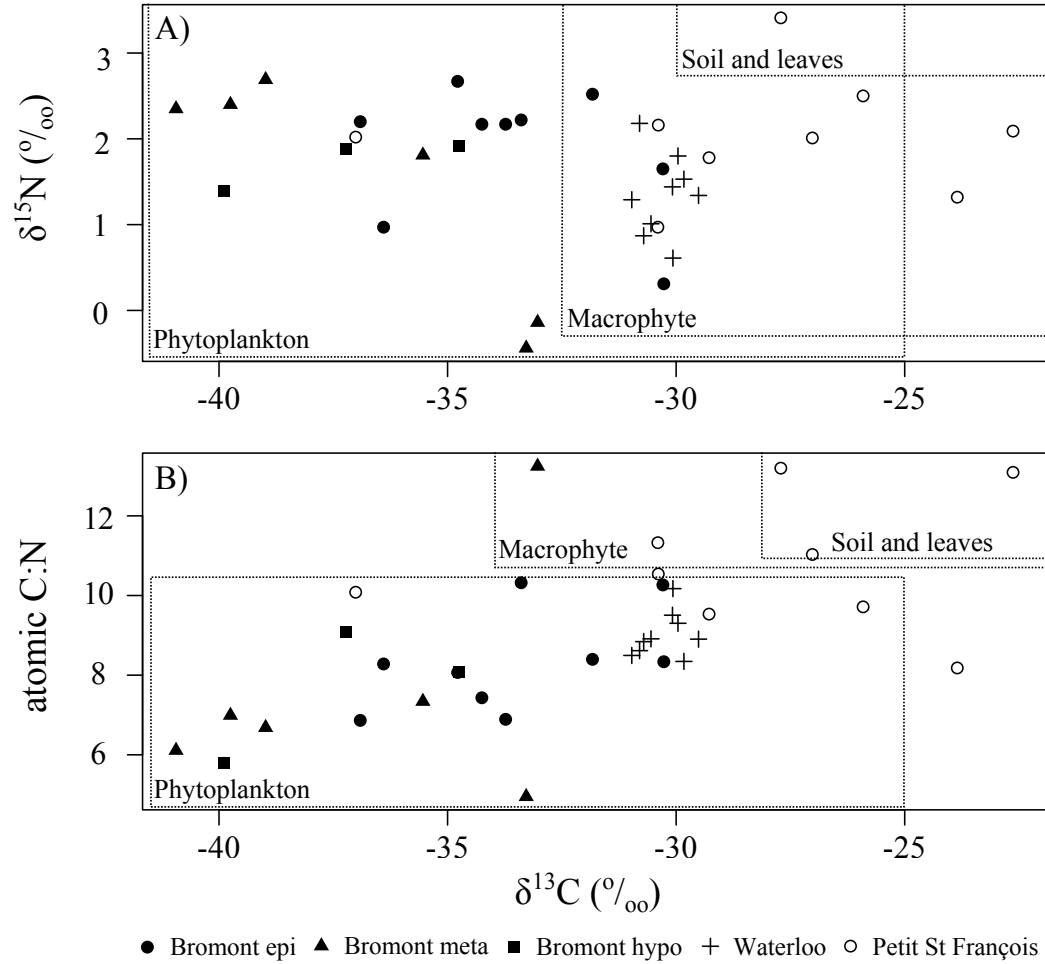 A)
Soil and leaves
3
2
1
0
δ15N (o/oo)
Macrophyte
Phytoplankton
-40 -35 -30 -25
B)
12
10
8
6
atomic C:N
Macrophyte
Soil and leaves
Phytoplankton
-40 -35 -30 -25
δ13C (o/oo)
Bromont epi Bromont meta Bromont hypo Waterloo Petit St François